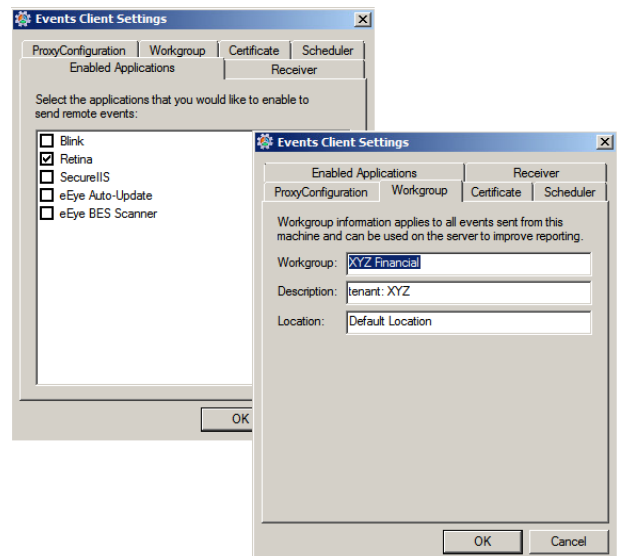 Events Client Settings
ProxyConfiguration Workgroup Certificate Scheduler
Enabled Applications Receiver
Select the applications that you would like to enable to
send remote events:
Blink
Retina
SecureIIS
eEye Auto-Update
eEye BES Scanner
OK
Events Client Settings
Enabled Applications Receiver
ProxyConfiguration Workgroup Certificate Scheduler
Workgroup information applies to all events sent from this
machine and can be used on the server to improve reporting.
Workgroup: XYZ Financial
Description: tenant: XYZ
Location: Default Location
OK Cancel